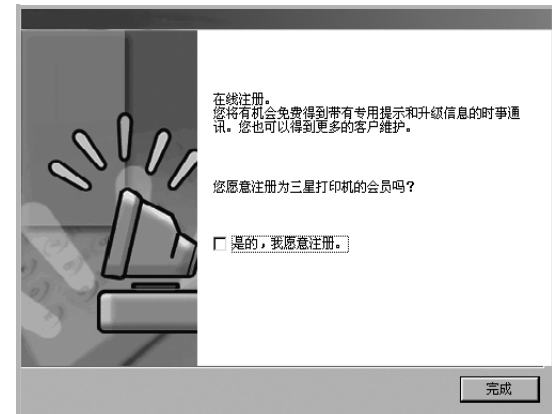 在线注册。
您将有机会免费得到带有专用提示和升级信息的时事通
讯。您也可以得到更多的客户维护。
您愿意注册为三星打印机的会员吗?
是的，我愿意注册。
完成